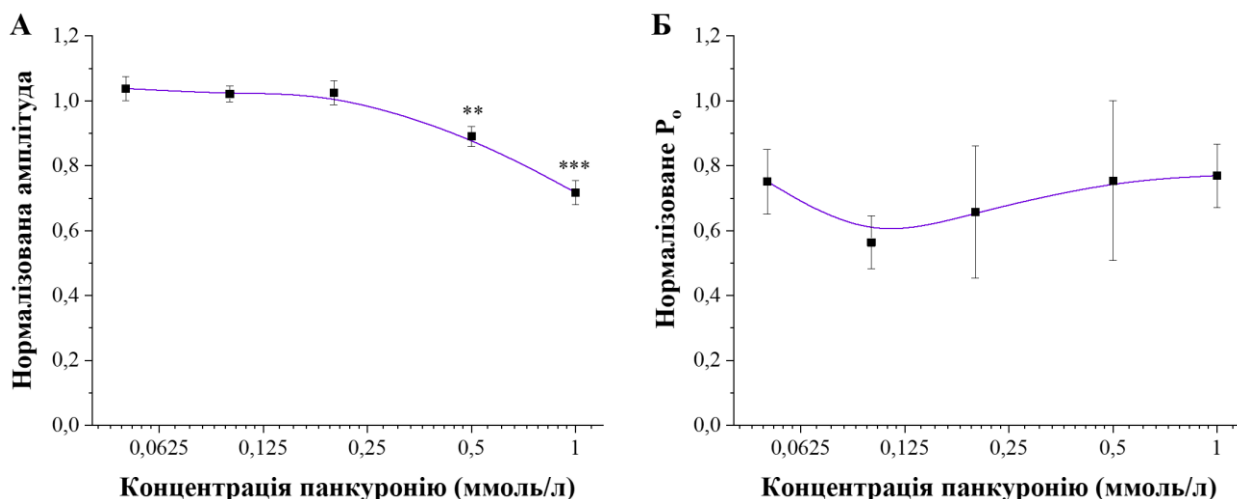 А
Нормалізована амплітуда
1,2
1,0
0,8
0,6
0,4
0,2
0,0
**
***
0,0625 0,125 0,25 0,5 1
Концентрація панкуронію (ммоль/л)
Б
Нормалізоване Po
1,2
1,0
0,8
0,6
0,4
0,2
0,0
0,0625 0,125 0,25 0,5 1
Концентрація панкуронію (ммоль/л)